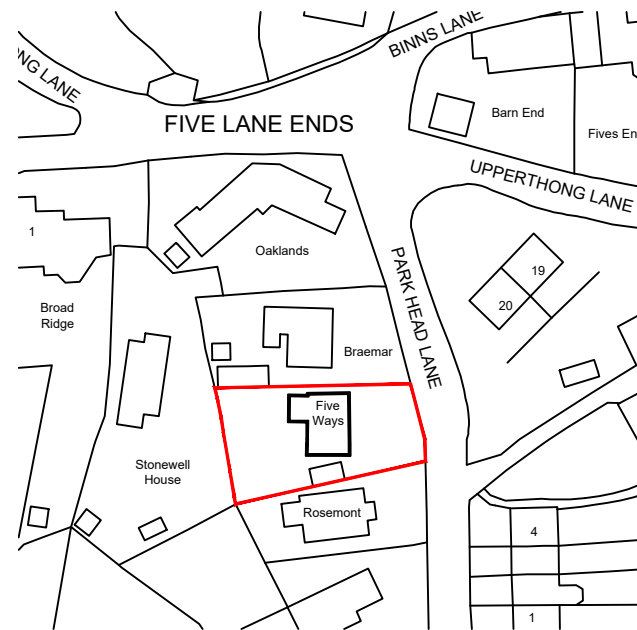 BINNS LANE
NG LANE
FIVE LANE ENDS
Barn End
Fives En
UPPERTHONG LANE
1
Oaklands
PARK HEAD LANE
19
20
Broad
Ridge
Braemar
Five
Ways
Stonewell
House
Rosemont
4
1